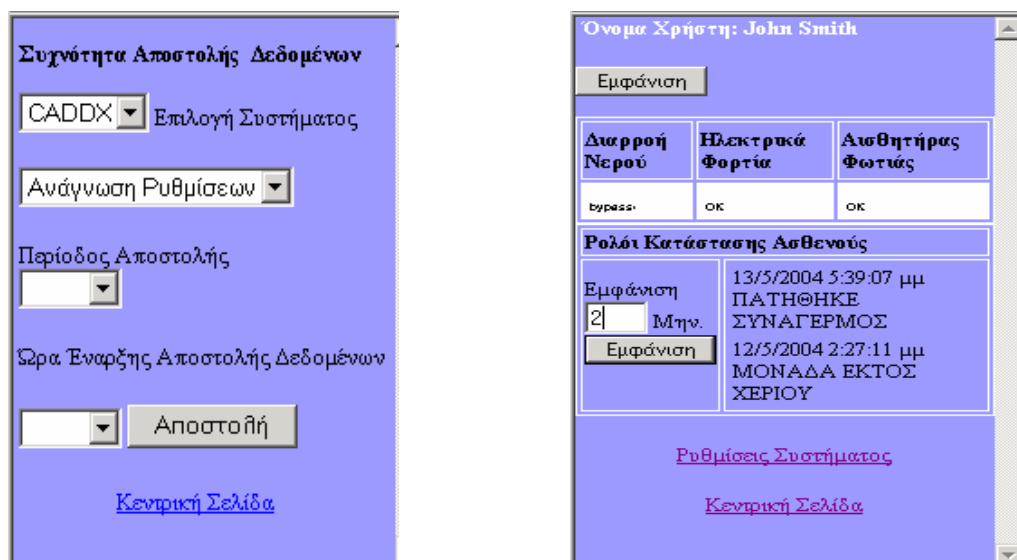 Συχνότητα Αποστολής Δεδομένων
CADDX Επιλογή Συστήματος
Ανάγνωση Ρυθμίσεων
Περίοδος Αποστολής
Ώρα Έναρξης Αποστολής Δεδομένων
Αποστολή
Κεντρική Σελίδα
Όνομα Χρήστη: John Smith
Εμφάνιση
Διαρροή Νερού
Ηλεκτρικά Φορτία
Αισθητήρας Φωτιάς
bypass·
OK
OK
Ρολόι Κατάστασης Ασθενούς
Εμφάνιση
2 Μην.
Εμφάνιση
13/5/2004 5:39:07 μμ
ΠΑΤΗΘΗΚΕ
ΣΥΝΑΓΕΡΜΟΣ
12/5/2004 2:27:11 μμ
ΜΟΝΑΔΑ ΕΚΤΟΣ
ΧΕΡΙΟΥ
Ρυθμίσεις Συστήματος
Κεντρική Σελίδα